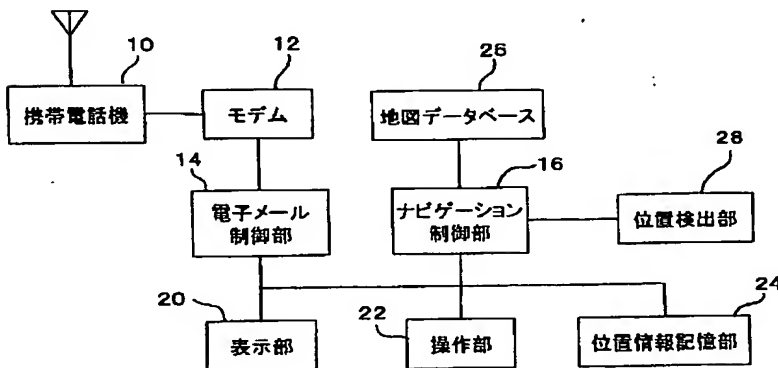 10
12
26
携帯電話機
モデム
地図データベース
14
16
28
電子メール
制御部
ナビゲーション
制御部
位置検出部
20
22
24
表示部
操作部
位置情報記憶部